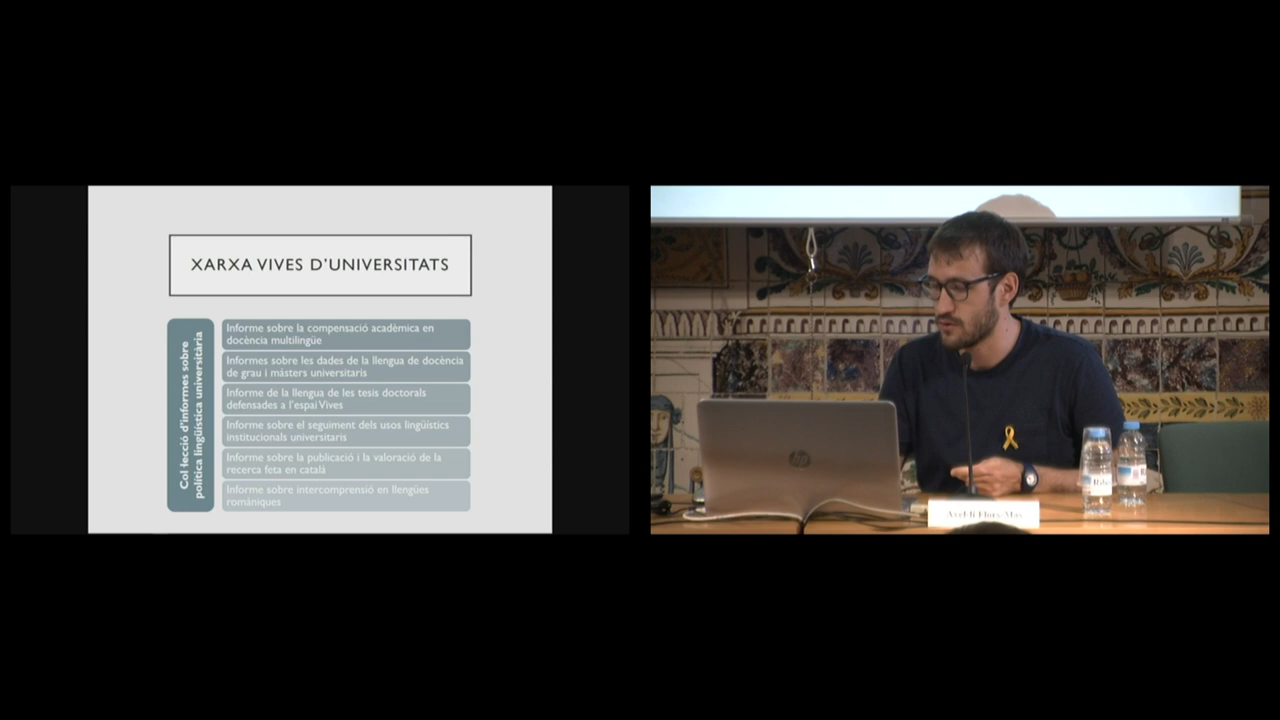 XARXA VIVES D'UNIVERSITATS
Col·lecció d'informes sobre
política lingüística universitària
Informe sobre la compensació acadèmica en
docència multilingüe
Informes sobre les dades de la llengua de docència
de grau i màsters universitaris
Informe de la llengua de les tesis doctorals
defensades a l'espai Vives
Informe sobre el seguiment dels usos lingüístics
institucionals universitaris
Informe sobre la publicació i la valoració de la
recerca feta en català
Informe sobre intercomprensió en llengües
romàniques
hp